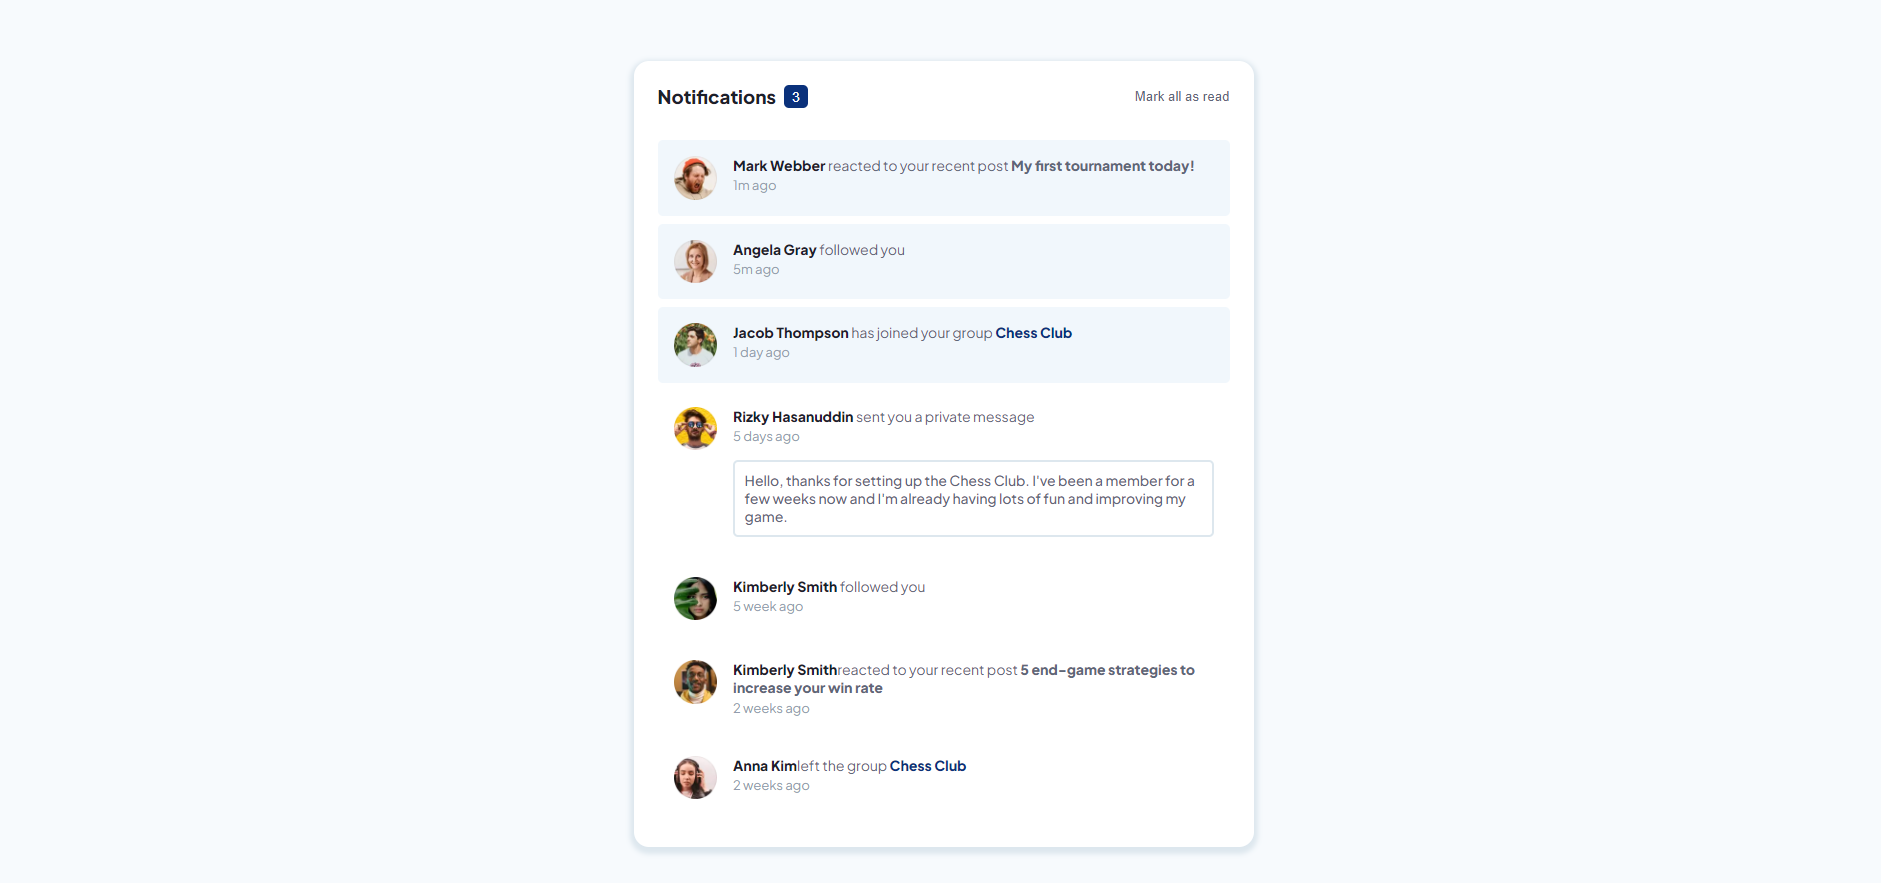 Notifications 3
Mark all as read
Mark Webber reacted to your recent post My first tournament today!
1m ago
Angela Gray followed you
5m ago
Jacob Thompson has joined your group Chess Club
1 day ago
Rizky Hasanuddin sent you a private message
5 days ago
Hello, thanks for setting up the Chess Club. I've been a member for a
few weeks now and I'm already having lots of fun and improving my
game.
Kimberly Smith followed you
5 week ago
Kimberly Smithreacted to your recent post 5 end-game strategies to
increase your win rate
2 weeks ago
Anna Kimleft the group Chess Club
2 weeks ago